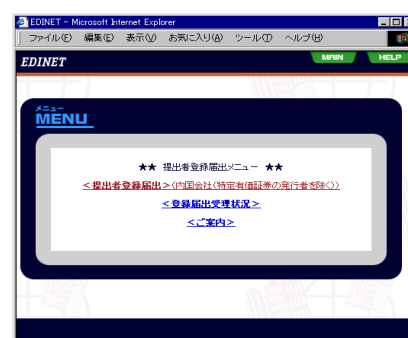 EDINET - Microsoft Internet Explorer
ファイル(E) 編集(E) 表示(V) お気に入り(A) ツール(T) ヘルプ(H)
EDINET MAIN HELP
メニュー
MENU
★★ 提出者登録届出メニュー ★★
<提出者登録届出>(内国会社(特定有価証券の発行者を除く))
<登録届出受理状況>
<ご案内>